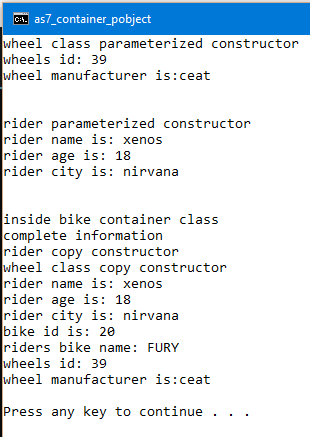 as7_container_pobject
wheel class parameterized constructor
wheels id: 39
wheel manufacturer is:ceat
rider parameterized constructor
rider name is: xenos
rider age is: 18
rider city is: nirvana
inside bike container class
complete information
rider copy constructor
wheel class copy constructor
rider name is: xenos
rider age is: 18
rider city is: nirvana
bike id is: 20
riders bike name: FURY
wheels id: 39
wheel manufacturer is:ceat
Press any key to continue . . .